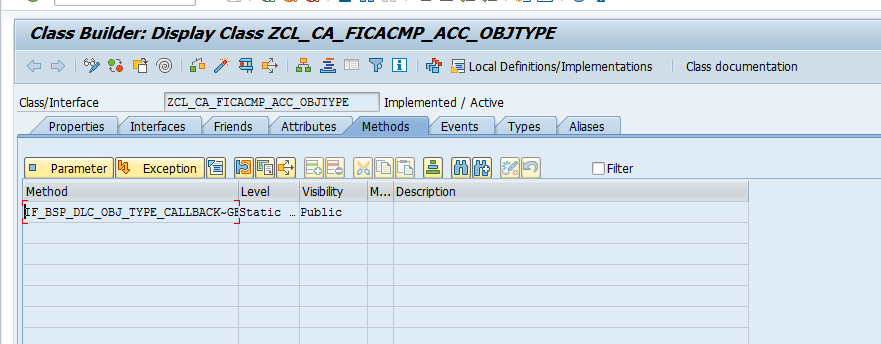 Class Builder: Display Class ZCL_CA_FICACMP_ACC_OBJTYPE
Local Definitions/Implementations Class documentation
Class/Interface ZCL_CA_FICACMP_ACC_OBJTYPE Implemented / Active
Properties Interfaces Friends Attributes Methods Events Types Aliases
Parameter Exception Filter
Method Level Visibility M... Description
IF_BSP_DLC_OBJ_TYPE_CALLBACK~GE Static … Public